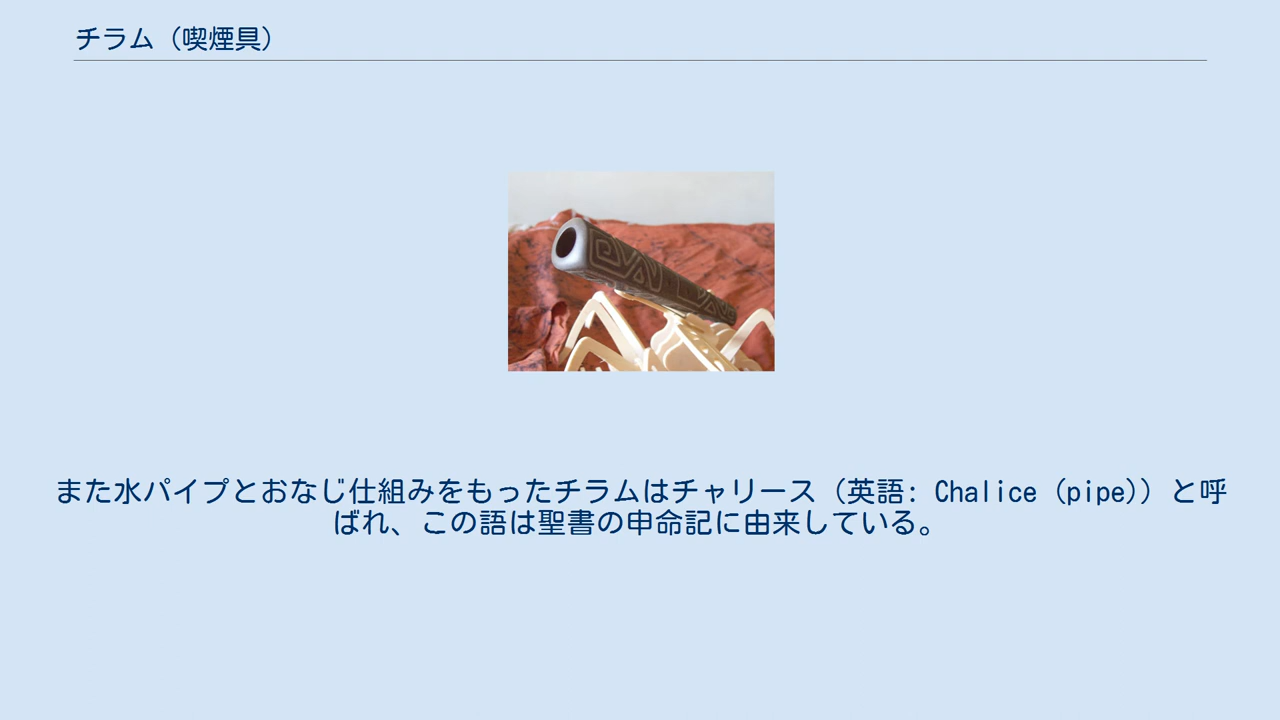 チラム（喫煙具）
また水パイプとおなじ仕組みをもったチラムはチャリース（英語: Chalice (pipe)）と呼
ばれ、この語は聖書の申命記に由来している。